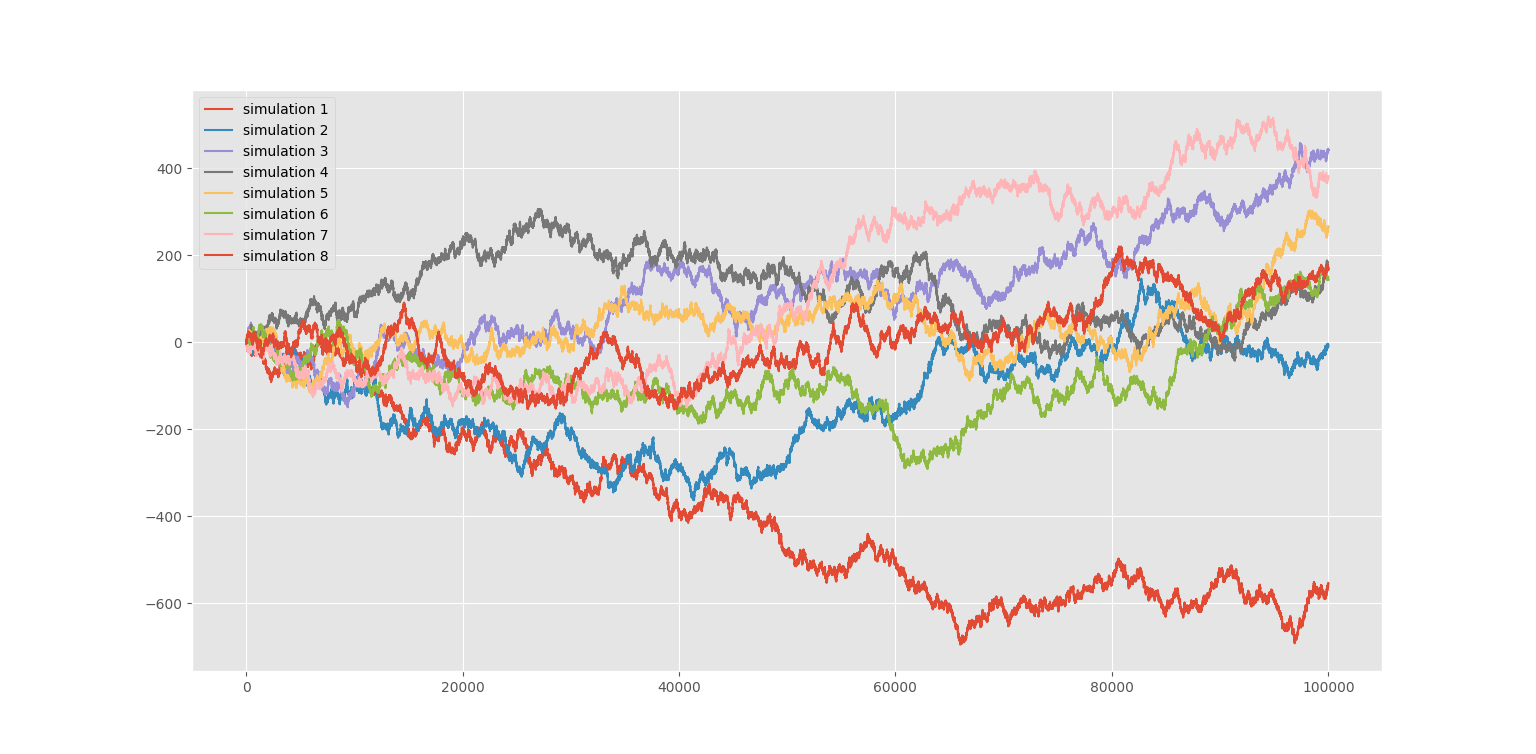 simulation 1
simulation 2
simulation 3
simulation 4
simulation 5
simulation 6
simulation 7
simulation 8
400
200
0
−200
−400
−600
0 20000 40000 60000 80000 100000